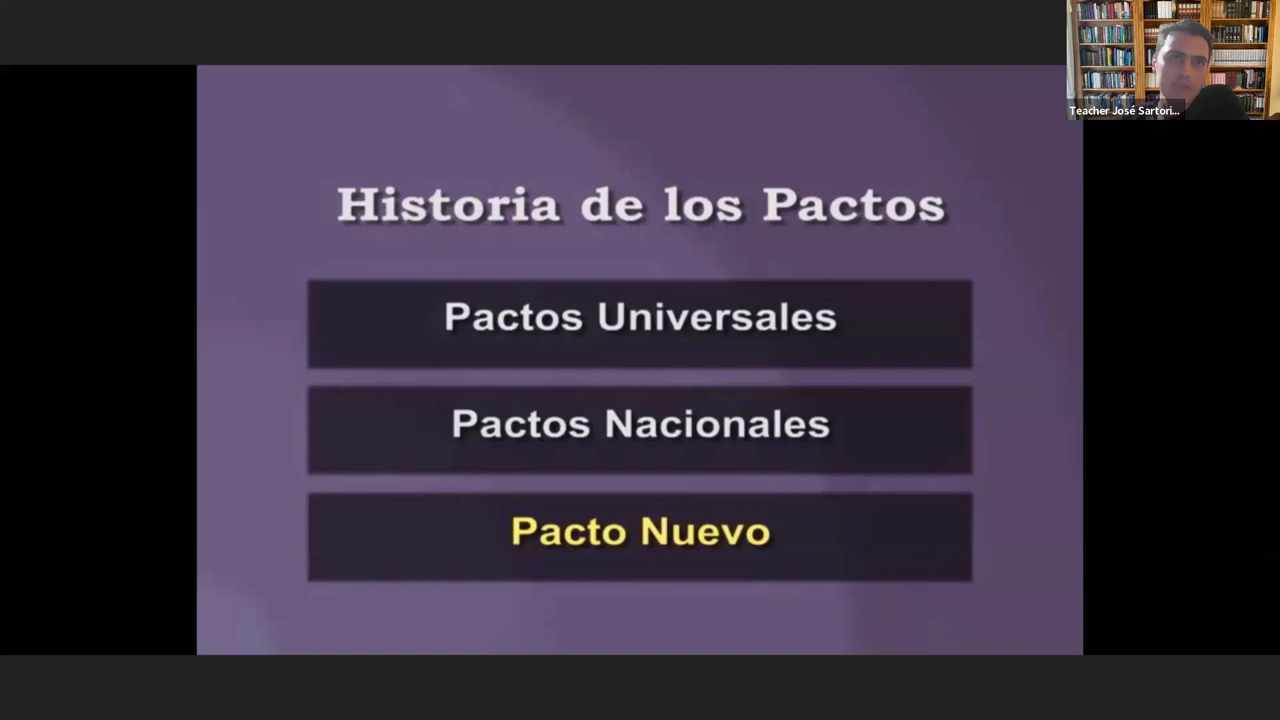 Teacher José Sartori...
Historia de los Pactos
Pactos Universales
Pactos Nacionales
Pacto Nuevo